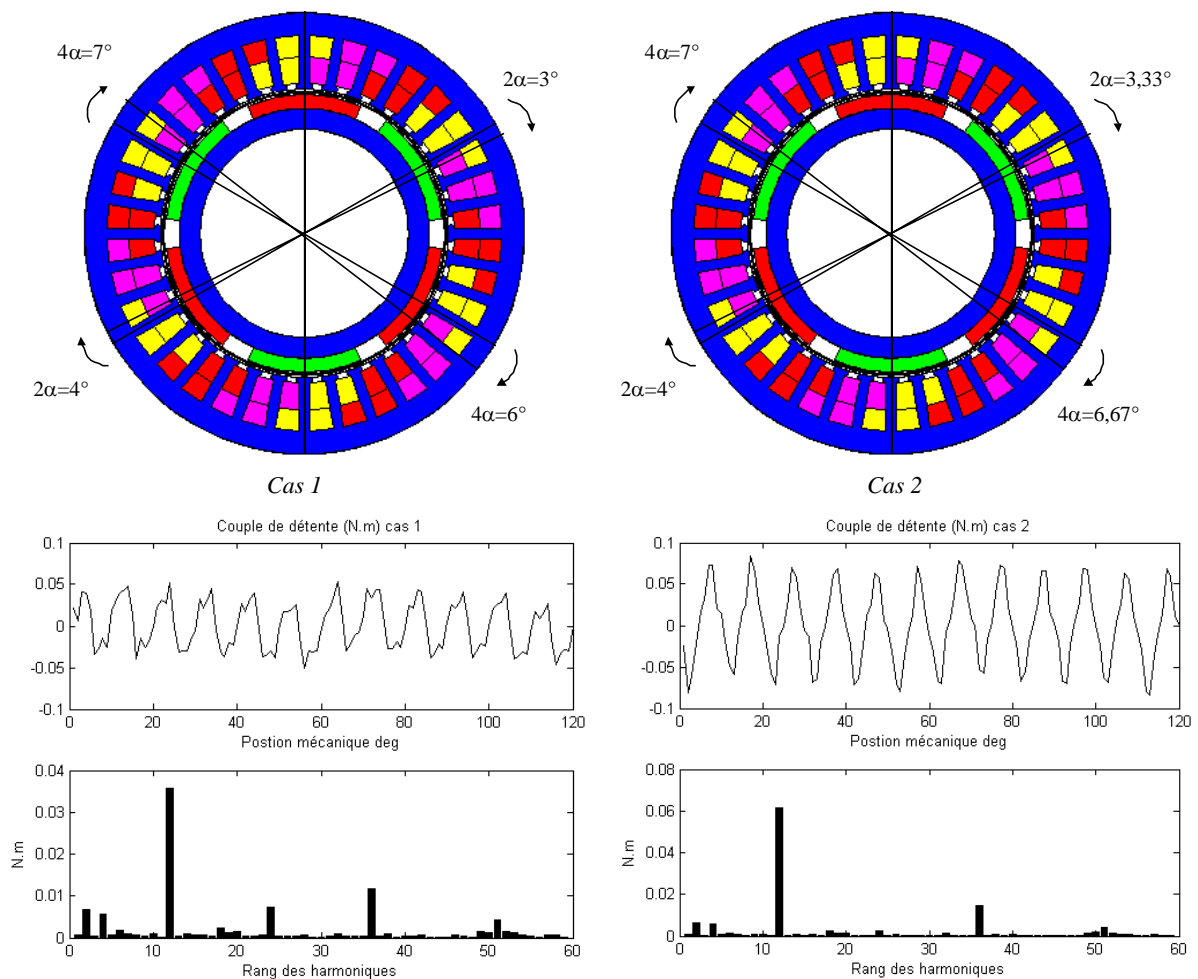 4α=7°
2α=3°
2α=4°
4α=6°
Cas 1
4α=7°
2α=3,33°
2α=4°
4α=6,67°
Cas 2
Couple de détente (N.m) cas 1
0.1
0.05
0
-0.05
-0.1
0 20 40 60 80 100 120
Postion mécanique deg
Couple de détente (N.m) cas 2
0.1
0.05
0
-0.05
-0.1
0 20 40 60 80 100 120
Postion mécanique deg
0.04
0.03
0.02
0.01
0
N.m
0 10 20 30 40 50 60
Rang des harmoniques
0.08
0.06
0.04
0.02
0
N.m
0 10 20 30 40 50 60
Rang des harmoniques